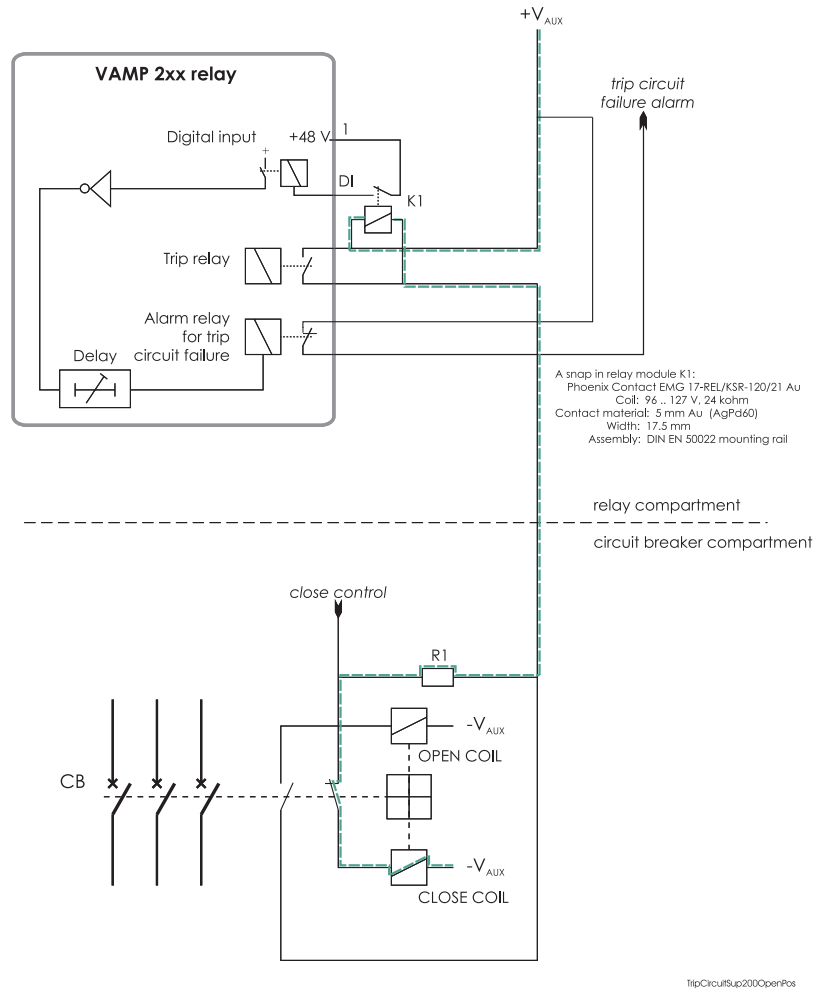 +VAUX
VAMP 2xx relay
trip circuit
failure alarm
Digital input
+
+48 V
1
DI
K1
Trip relay
Alarm relay
for trip
circuit failure
Delay
A snap in relay module K1:
Phoenix Contact EMG 17-REL/KSR-120/21 Au
Coil: 96 .. 127 V, 24 kohm
Contact material: 5 mm Au (AgPd60)
Width: 17.5 mm
Assembly: DIN EN 50022 mounting rail
relay compartment
circuit breaker compartment
close control
R1
-VAUX
OPEN COIL
CB
-VAUX
CLOSE COIL
TripCircuitSup200OpenPos